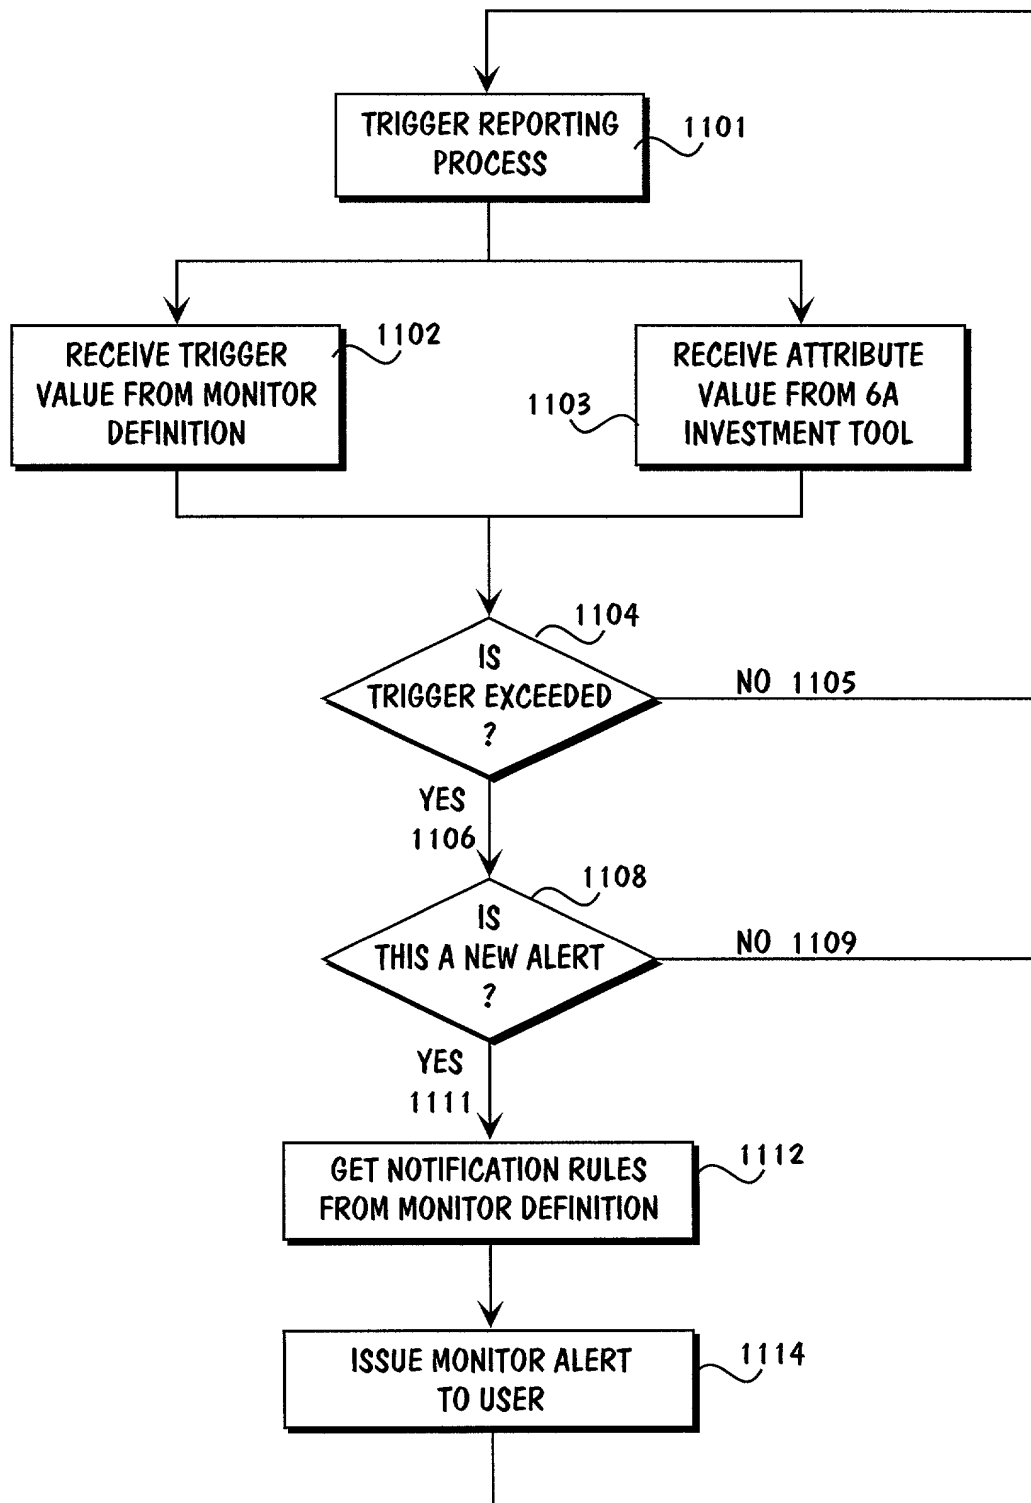 TRIGGER REPORTING
PROCESS
1101
RECEIVE TRIGGER
VALUE FROM MONITOR
DEFINITION
1102
RECEIVE ATTRIBUTE
VALUE FROM 6A
INVESTMENT TOOL
1103
IS
TRIGGER EXCEEDED
?
1104
NO 1105
YES
1106
IS
THIS A NEW ALERT
?
1108
NO 1109
YES
1111
GET NOTIFICATION RULES
FROM MONITOR DEFINITION
1112
ISSUE MONITOR ALERT
TO USER
1114